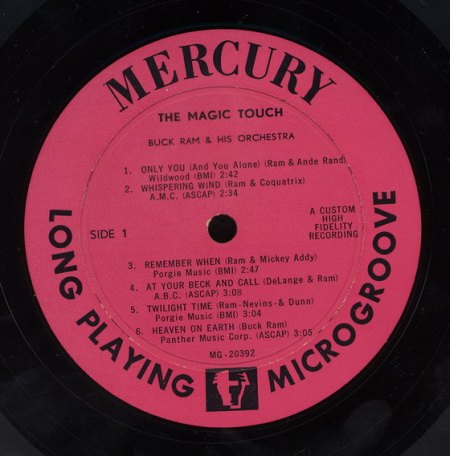 MERCURY
THE MAGIC TOUCH
BUCK RAM & HIS ORCHESTRA
1. ONLY YOU (And You Alone) (Ram & Ande Rand)
Wildwood (BMI) 2:42
2. WHISPERING WIND (Ram & Coquatrix)
A.M.C. (ASCAP) 2:34
SIDE 1
A CUSTOM
HIGH
FIDELITY
RECORDING
3. REMEMBER WHEN (Ram & Mickey Addy)
Porgie Music (BMI) 2:47
4. AT YOUR BECK AND CALL (DeLange & Ram)
A.B.C. (ASCAP) 3:08
5. TWILIGHT TIME (Ram-Nevins-& Dunn)
Porgie Music (BMI) 3:04
6. HEAVEN ON EARTH (Buck Ram)
Panther Music Corp. (ASCAP) 3:05
MG-20392
LONG PLAYING MICROGROOVE